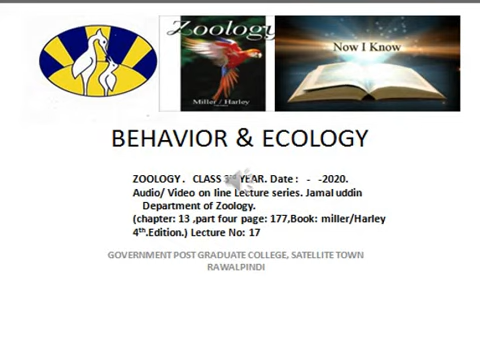 Zoology
Miller / Harley
Now I Know
BEHAVIOR & ECOLOGY
ZOOLOGY . CLASS 3rd YEAR. Date : - -2020.
Audio/ Video on line Lecture series. Jamal uddin
Department of Zoology.
(chapter: 13 ,part four page: 177,Book: miller/Harley
4th.Edition.) Lecture No: 17
GOVERNMENT POST GRADUATE COLLEGE, SATELLITE TOWN
RAWALPINDI